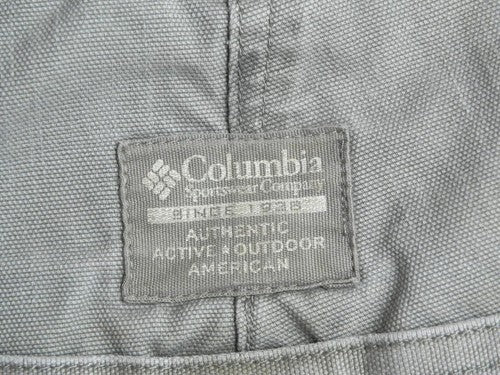 Columbia
Sportswear Company
SINCE 1938
AUTHENTIC
ACTIVE ♦ OUTDOOR
AMERICAN